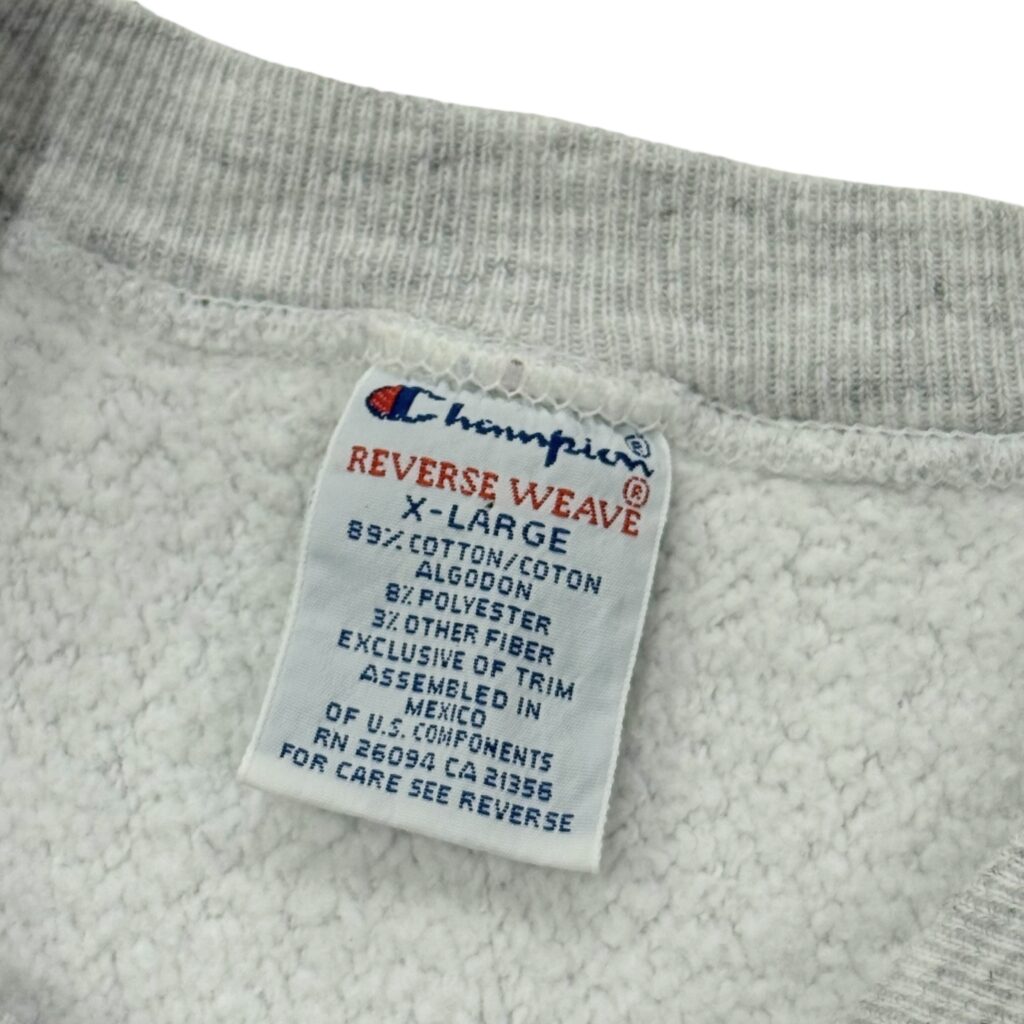 Champion®
REVERSE WEAVE®
X-LARGE
89% COTTON/COTON
ALGODON
8% POLYESTER
3% OTHER FIBER
EXCLUSIVE OF TRIM
ASSEMBLED IN
MEXICO
OF U.S. COMPONENTS
RN 26094 CA 21356
FOR CARE SEE REVERSE